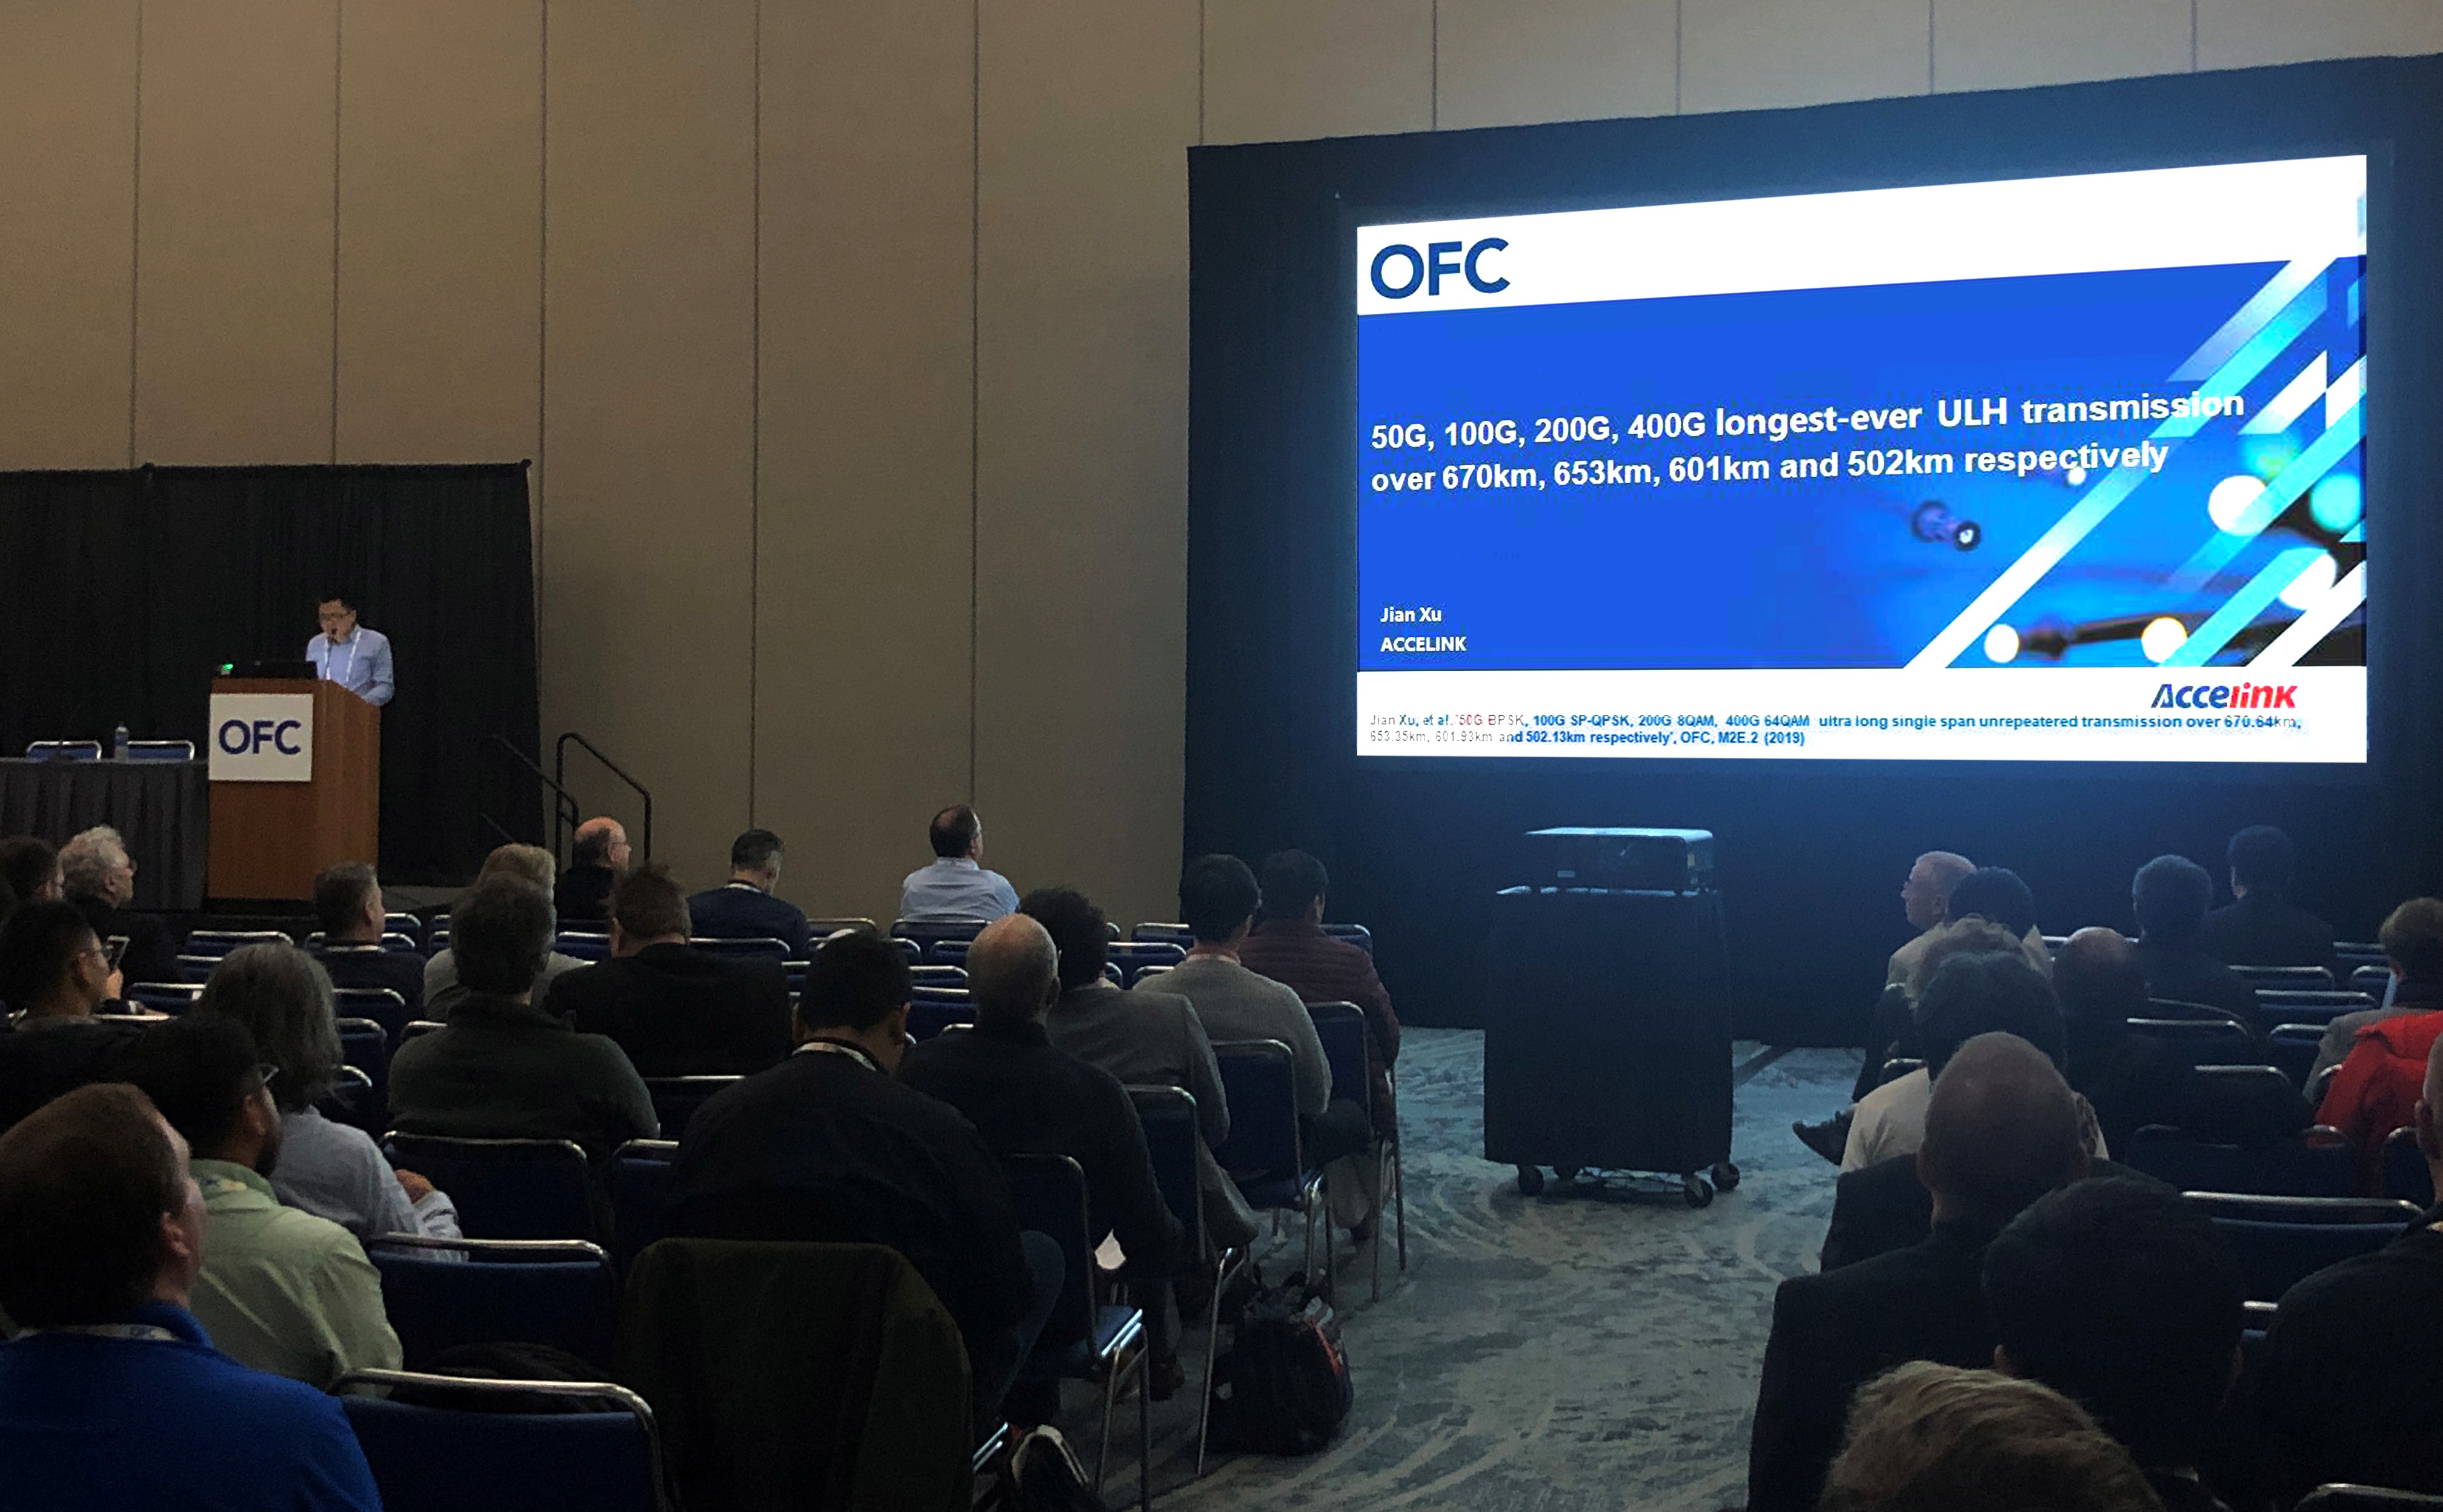 OFC
50G, 100G, 200G, 400G longest-ever ULH transmission
over 670km, 653km, 601km and 502km respectively
Jian Xu
ACCELINK
Accelink
Jian Xu, et al. '50G BPSK, 100G SP-QPSK, 200G 8QAM, 400G 64QAM ultra long single span unrepeatered transmission over 670.64km,
653.35km, 601.93km and 502.13km respectively', OFC, M2E.2 (2019)
OFC